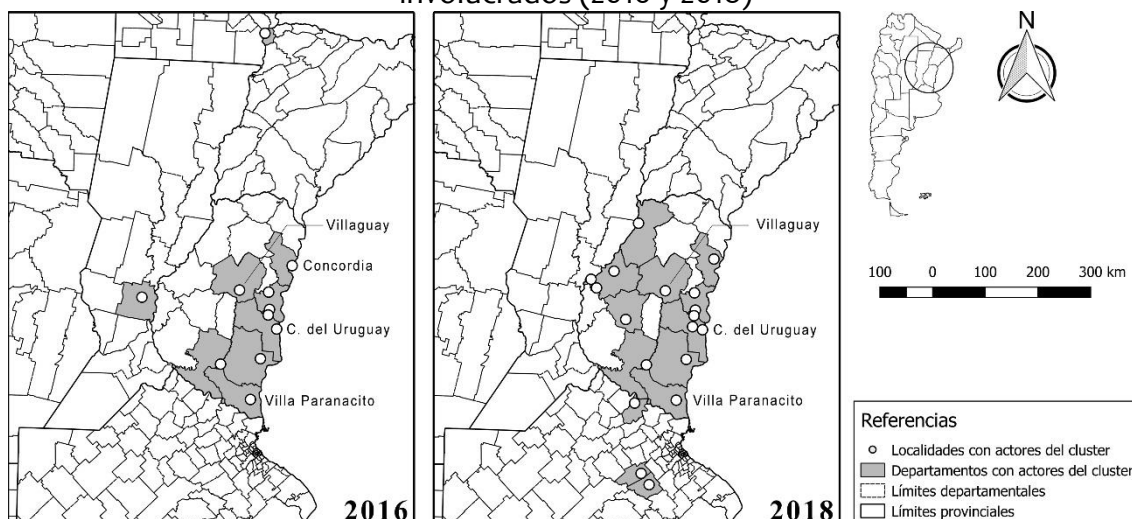 involucrados (2016 y 2018)
Villaguay
Concordia
C. del Uruguay
Villa Paranacito
2016
Villaguay
C. del Uruguay
Villa Paranacito
2018
N
100 0 100 200 300 km
Referencias
Localidades con actores del cluster
Departamentos con actores del cluster
Límites departamentales
Límites provinciales